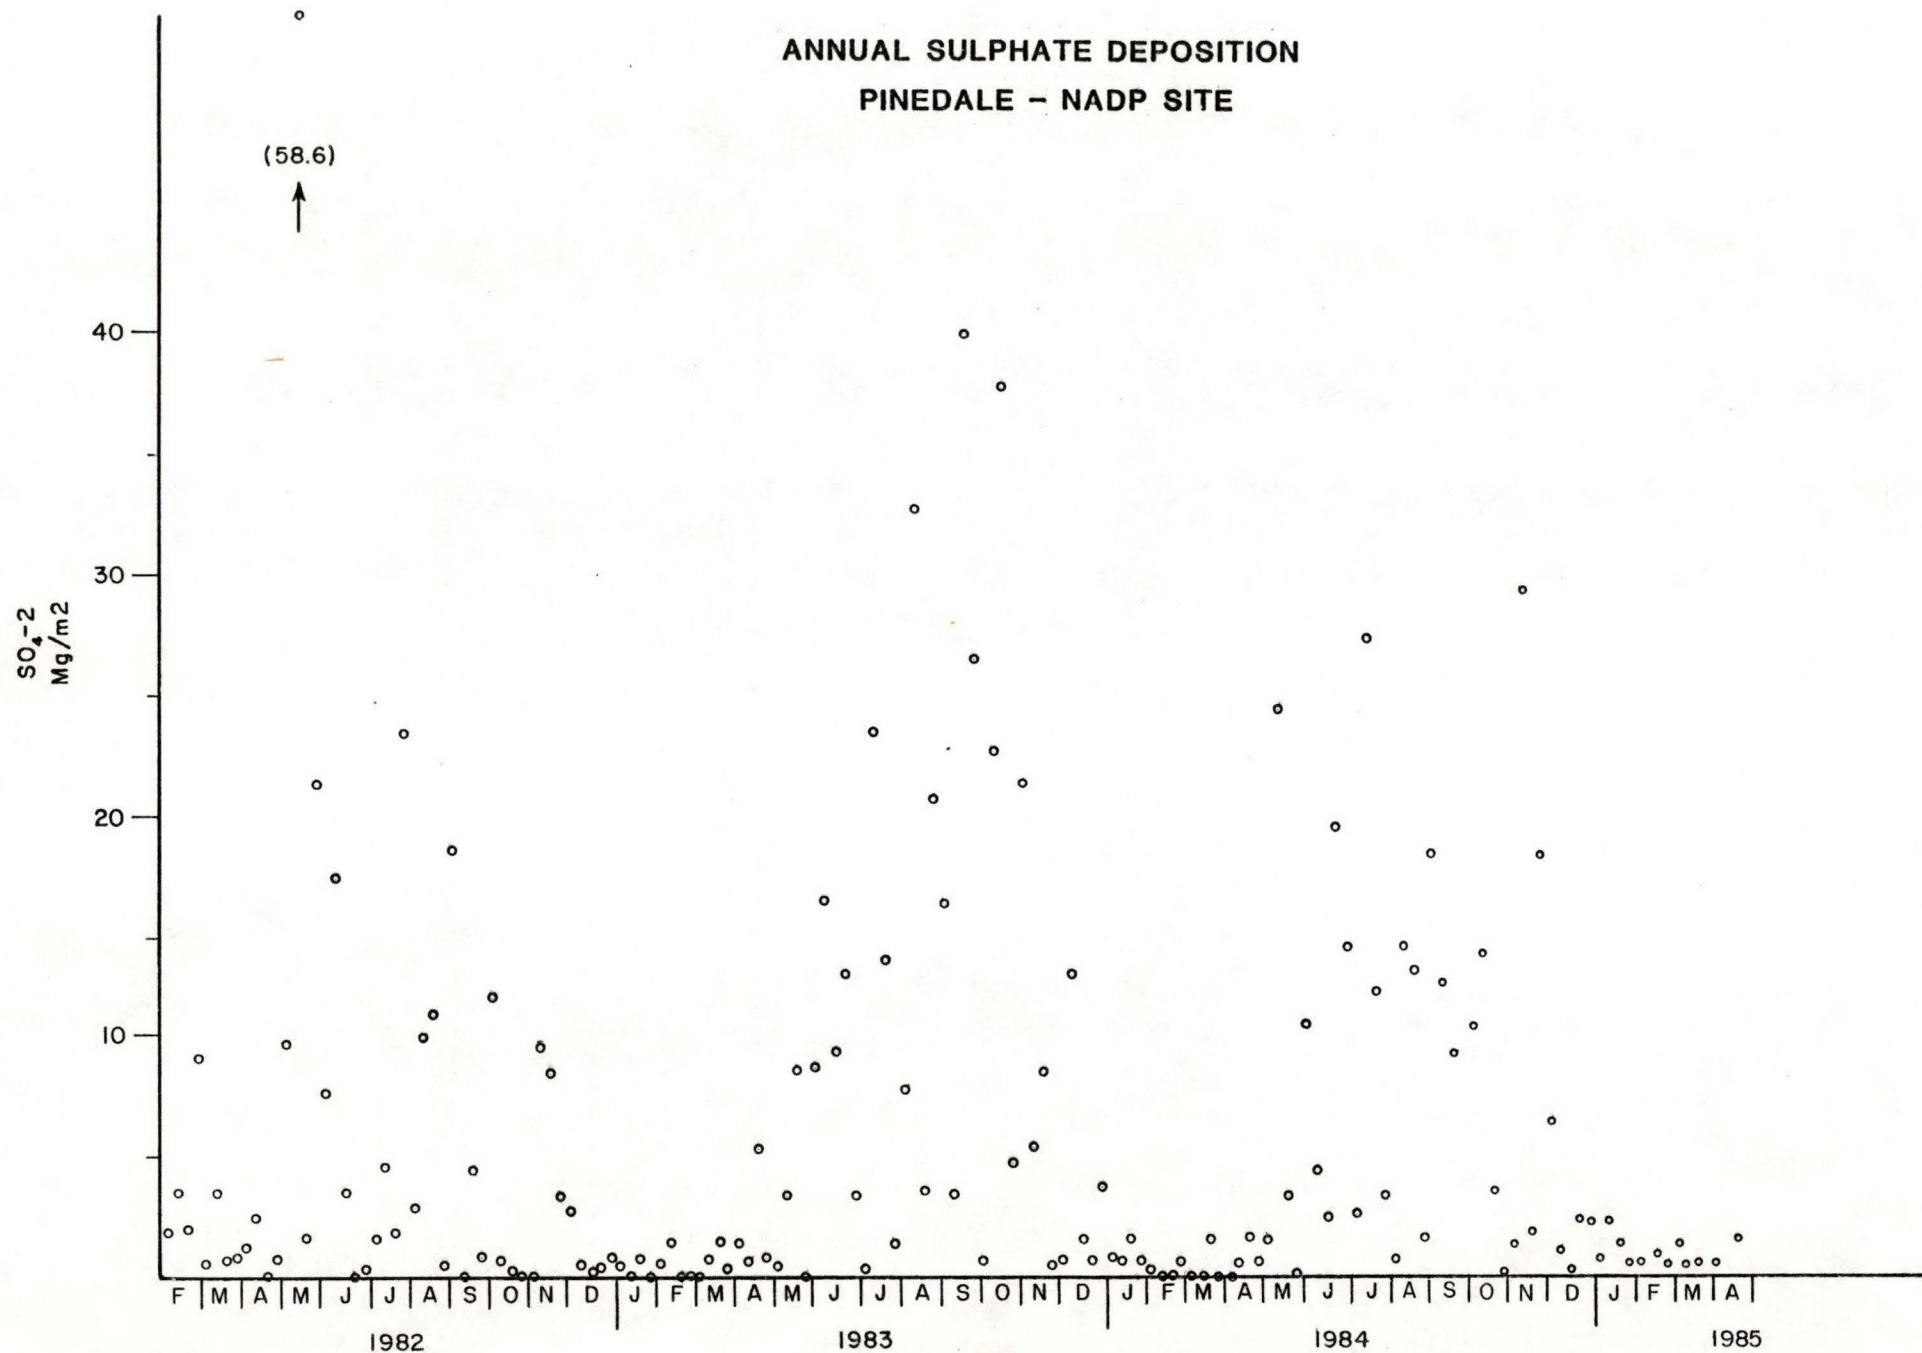 ANNUAL SULPHATE DEPOSITION
PINEDALE – NADP SITE
(58.6)
40
30
20
10
SO₄-2
Mg/m2
F M A M J J A S O N D J F M A M J J A S O N D J F M A M J J A S O N D J F M A
1982 1983 1984 1985